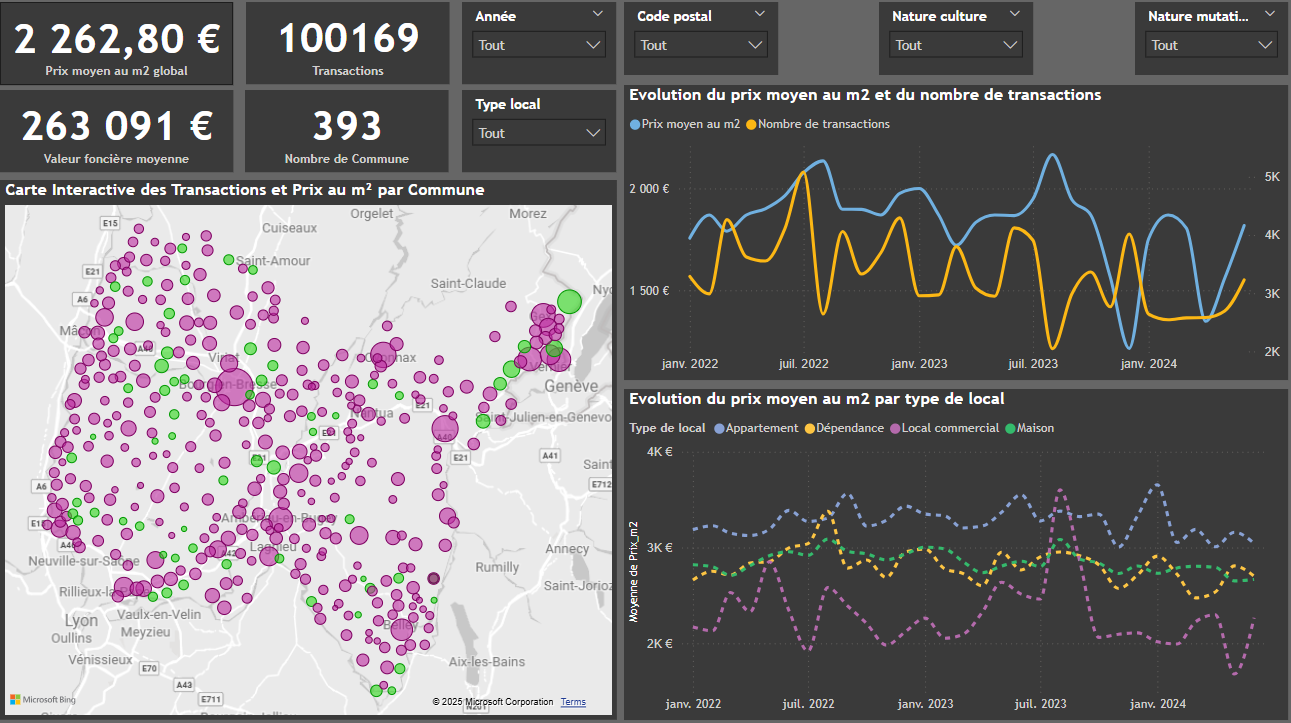 2 262,80 €
Prix moyen au m2 global
100169
Transactions
Année
Tout
Code postal
Tout
Nature culture
Tout
Nature mutati...
Tout
263 091 €
Valeur foncière moyenne
393
Nombre de Commune
Type local
Tout
Carte Interactive des Transactions et Prix au m² par Commune
Orgelet
Morez
E15
Cuiseaux
Saint-Amour
E21
Saint-Claude
A6
Viriat
Bourg-en-Bresse
Oyonnax
Genève
Nantua
E21
Saint-Julien-en-Genevo
A40
E21
E21
E21
A41
Saint
A6
E712
Ambérieu-en-Bugey
E15
Lagnieu
A46
A42
Neuville-sur-Saône
Annecy
Rumilly
Saint-Jorioz
Rillieux-la
Vaulx-en-Velin
Lyon
Meyzieu
Oullins
Belley
Vénissieux
E70
Aix-les-Bains
A43
E711
Microsoft Bing
© 2025 Microsoft Corporation Terms
Evolution du prix moyen au m2 et du nombre de transactions
Prix moyen au m2 Nombre de transactions
2 000 €
1 500 €
5K
4K
3K
2K
janv. 2022 juil. 2022 janv. 2023 juil. 2023 janv. 2024
Evolution du prix moyen au m2 par type de local
Type de local Appartement Dépendance Local commercial Maison
Moyenne de Prix_m2
4K €
3K €
2K €
janv. 2022 juil. 2022 janv. 2023 juil. 2023 janv. 2024